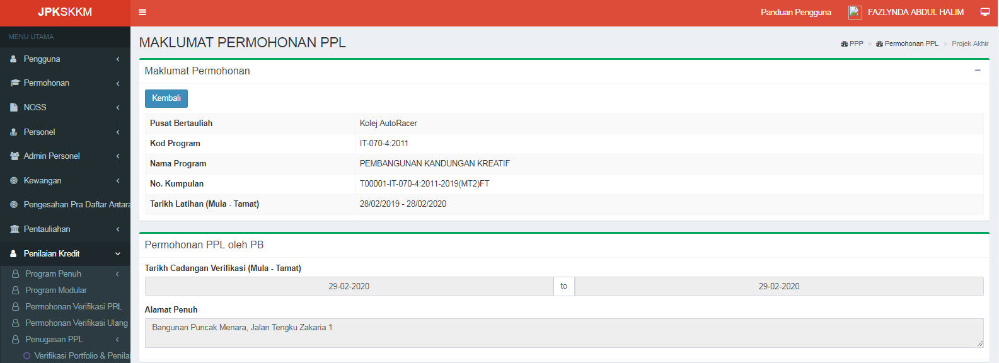 JPKSKKM
Panduan Pengguna
FAZLYNDA ABDUL HALIM
MENU UTAMA
Pengguna
Permohonan
NOSS
Personel
Admin Personel
Kewangan
Pengesahan Pra Daftar Antara
Pentauliahan
Penilaian Kredit
Program Penuh
Program Modular
Permohonan Verifikasi PPL
Permohonan Verifikasi Ulang
Penugasan PPL
Verifikasi Portfolio & Penilai
MAKLUMAT PERMOHONAN PPL
PPP > Permohonan PPL > Projek Akhir
Maklumat Permohonan
Kembali
Pusat Bertauliah Kolej AutoRacer
Kod Program IT-070-4:2011
Nama Program PEMBANGUNAN KANDUNGAN KREATIF
No. Kumpulan T00001-IT-070-4:2011-2019(MT2)FT
Tarikh Latihan (Mula - Tamat) 28/02/2019 - 28/02/2020
Permohonan PPL oleh PB
Tarikh Cadangan Verifikasi (Mula - Tamat)
29-02-2020 to 29-02-2020
Alamat Penuh
Bangunan Puncak Menara, Jalan Tengku Zakaria 1